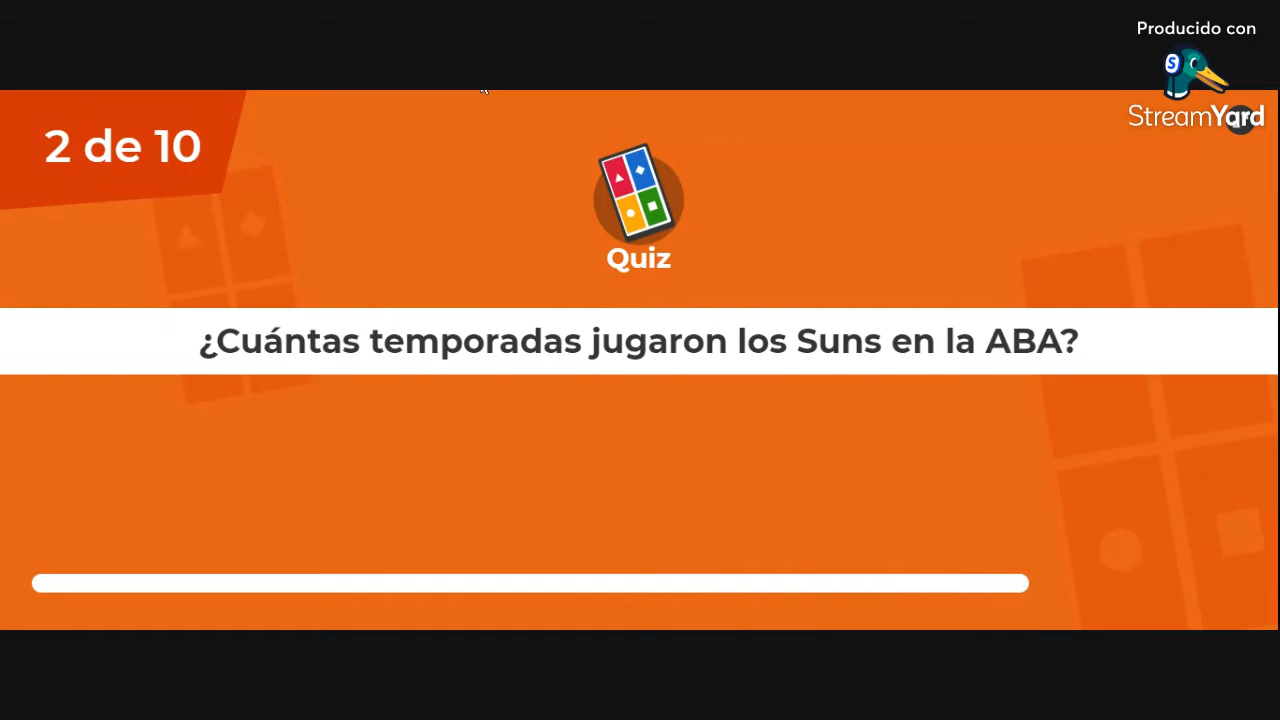 Producido con
StreamYard
2 de 10
Quiz
¿Cuántas temporadas jugaron los Suns en la ABA?